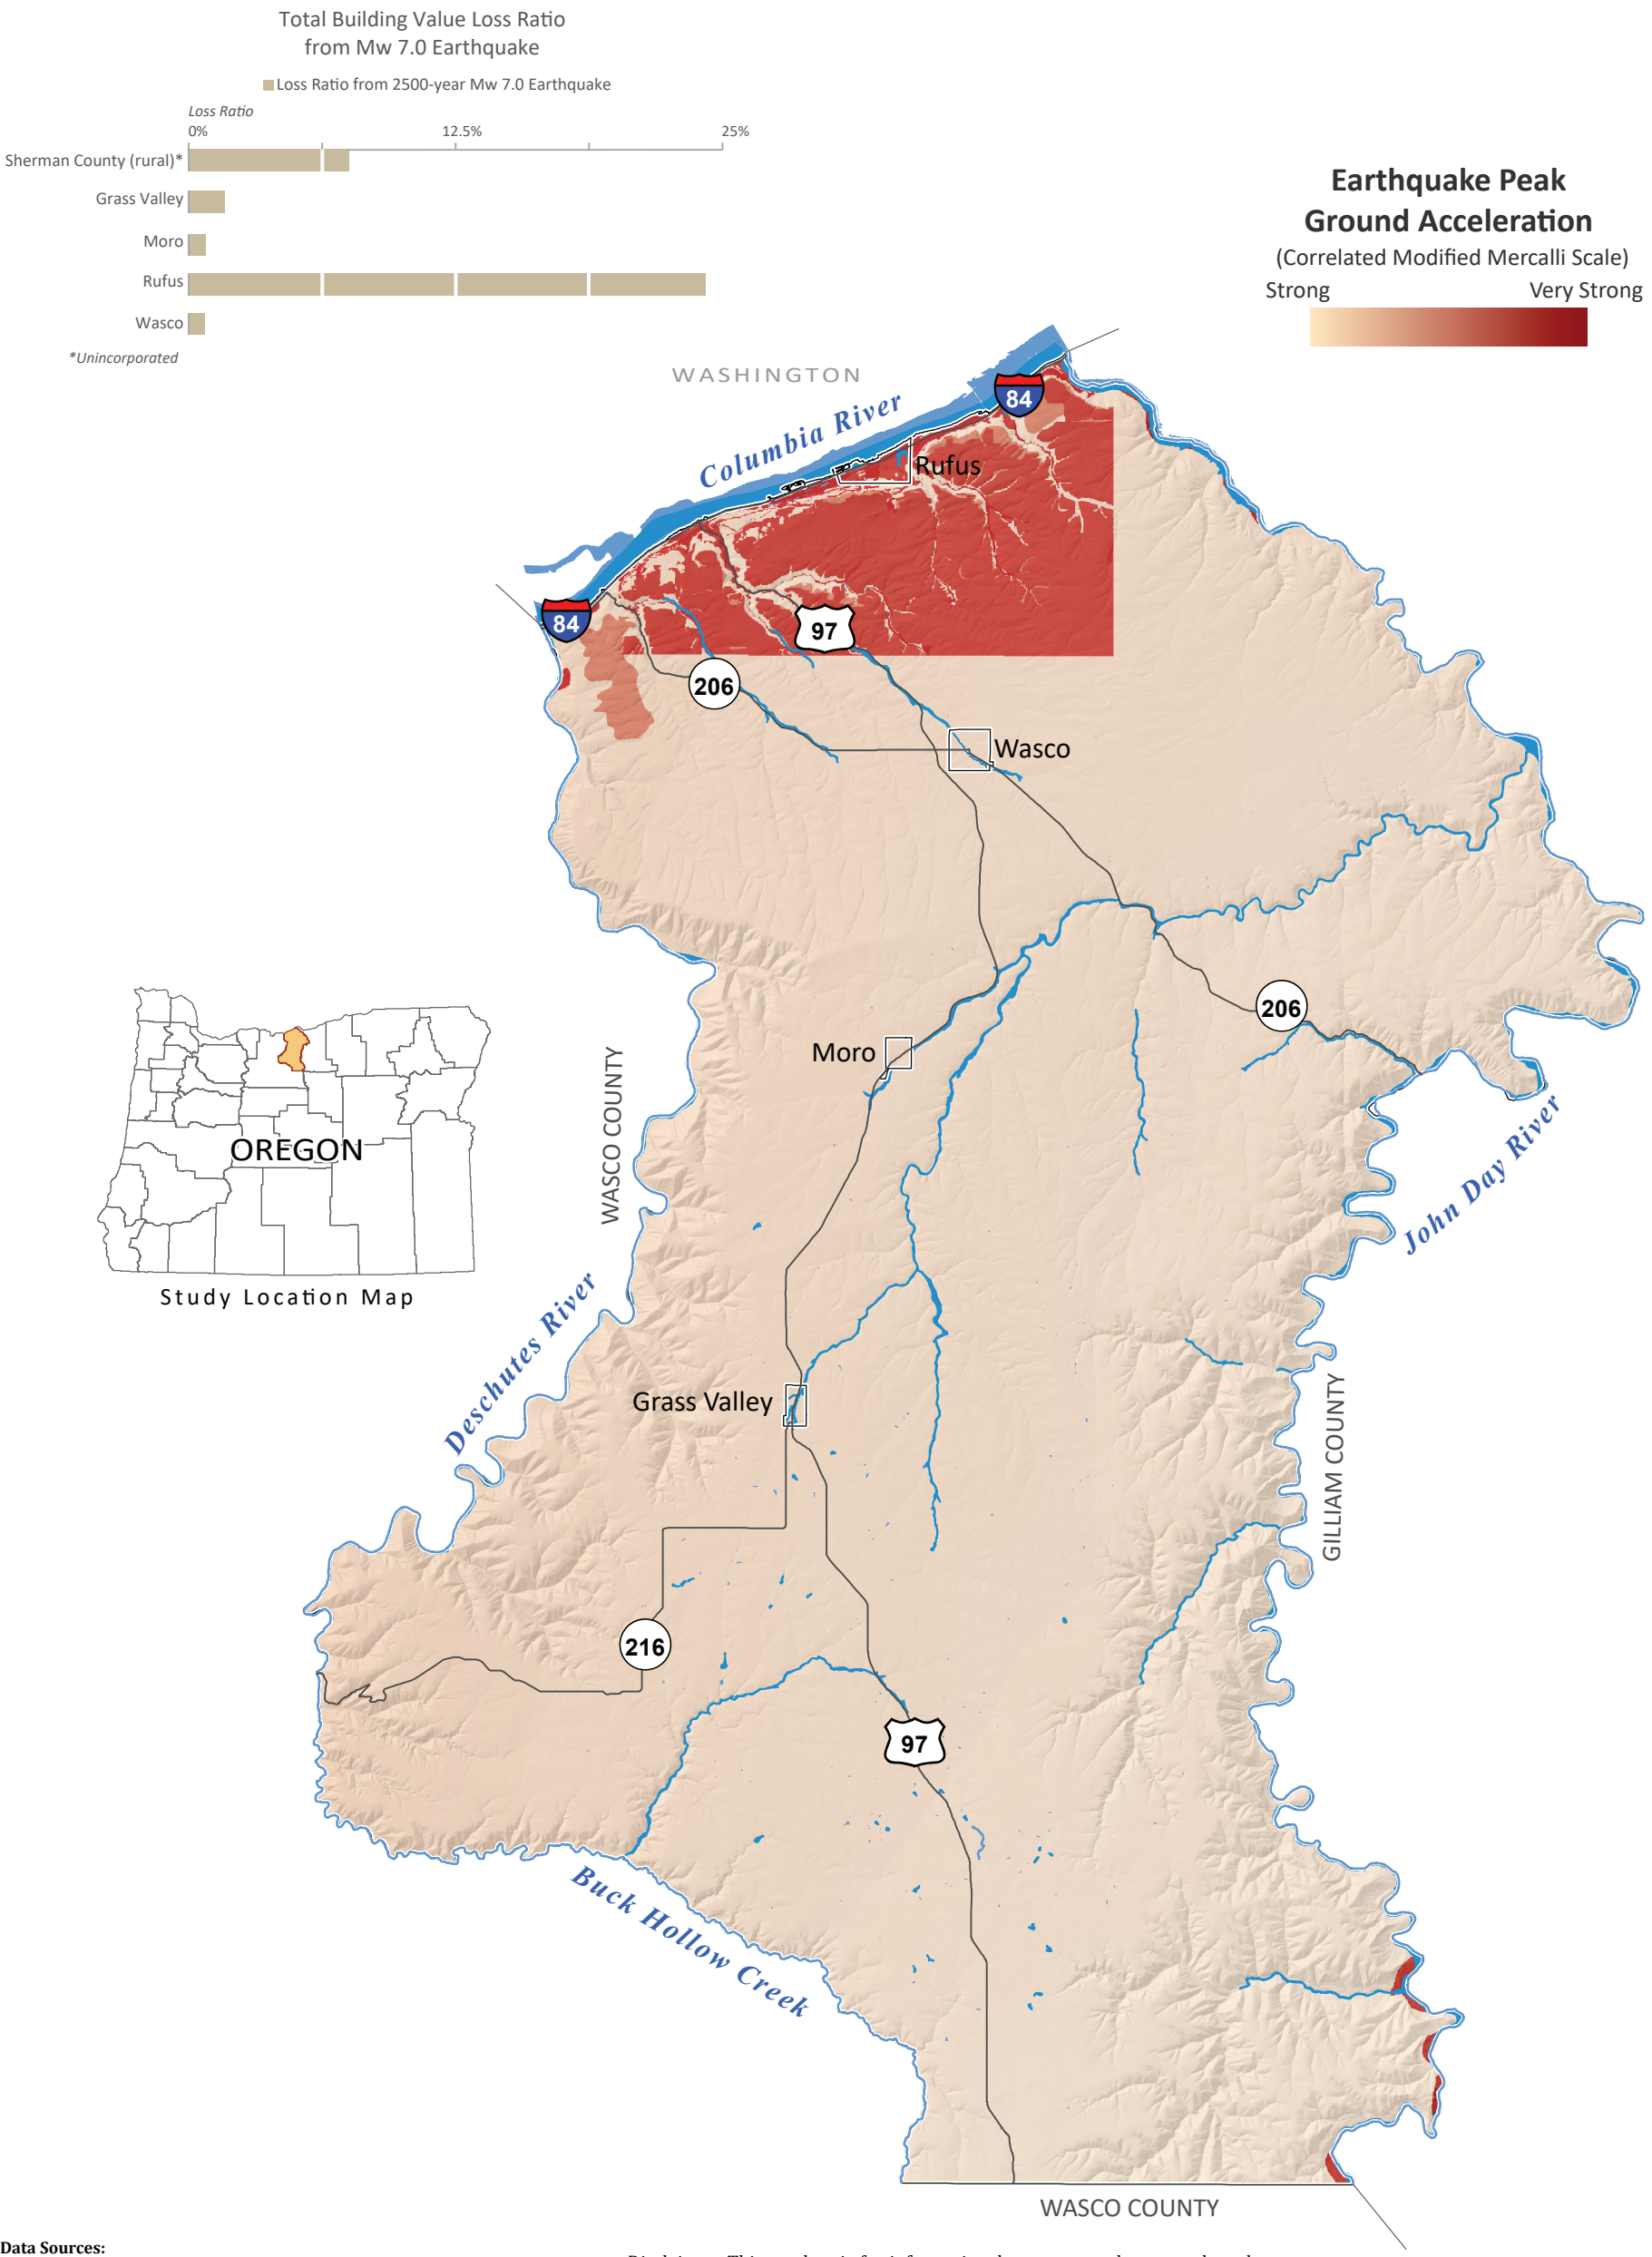 Total Building Value Loss Ratio
from Mw 7.0 Earthquake
Loss Ratio from 2500-year Mw 7.0 Earthquake
Loss Ratio
0% 12.5% 25%
Sherman County (rural)*
Grass Valley
Moro
Rufus
Wasco
*Unincorporated
Earthquake Peak
Ground Acceleration
(Correlated Modified Mercalli Scale)
Strong Very Strong
WASHINGTON
Columbia River
84
Rufus
84
97
206
Wasco
206
Moro
WASCO COUNTY
OREGON
Study Location Map
John Day River
Deschutes River
Grass Valley
GILLIAM COUNTY
216
97
Buck Hollow Creek
WASCO COUNTY
Data Sources: